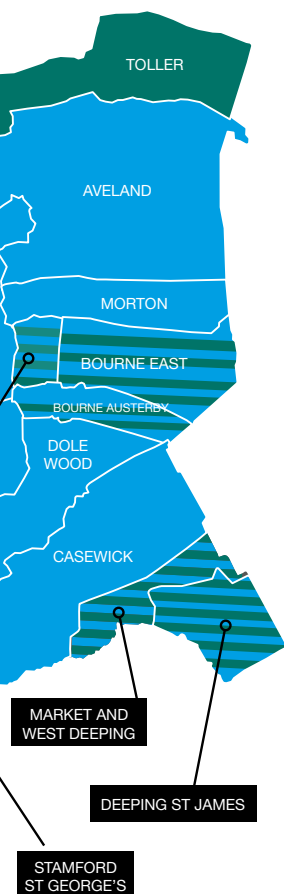 TOLLER
AVELAND
MORTON
BOURNE EAST
BOURNE AUSTERBY
DOLE
WOOD
CASEWICK
MARKET AND
WEST DEEPING
DEEPING ST JAMES
STAMFORD
ST GEORGE'S